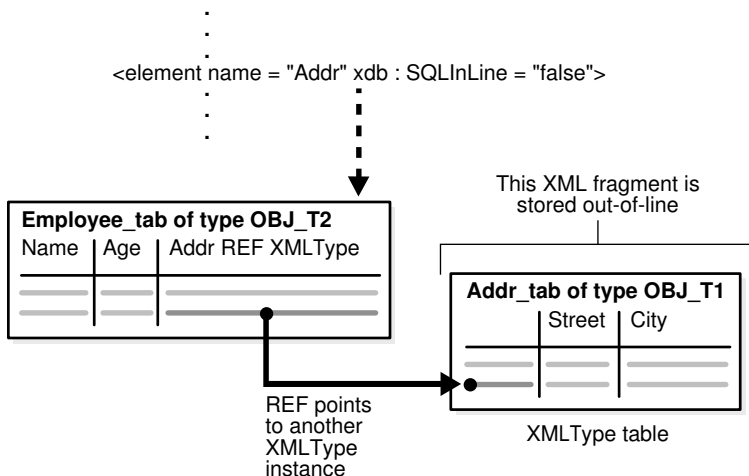 <element name = "Addr" xdb : SQLInLine = "false">
This XML fragment is
stored out-of-line
Employee_tab of type OBJ_T2
Name Age Addr REF XMLType
Addr_tab of type OBJ_T1
Street City
REF points
to another
XMLType
instance
XMLType table